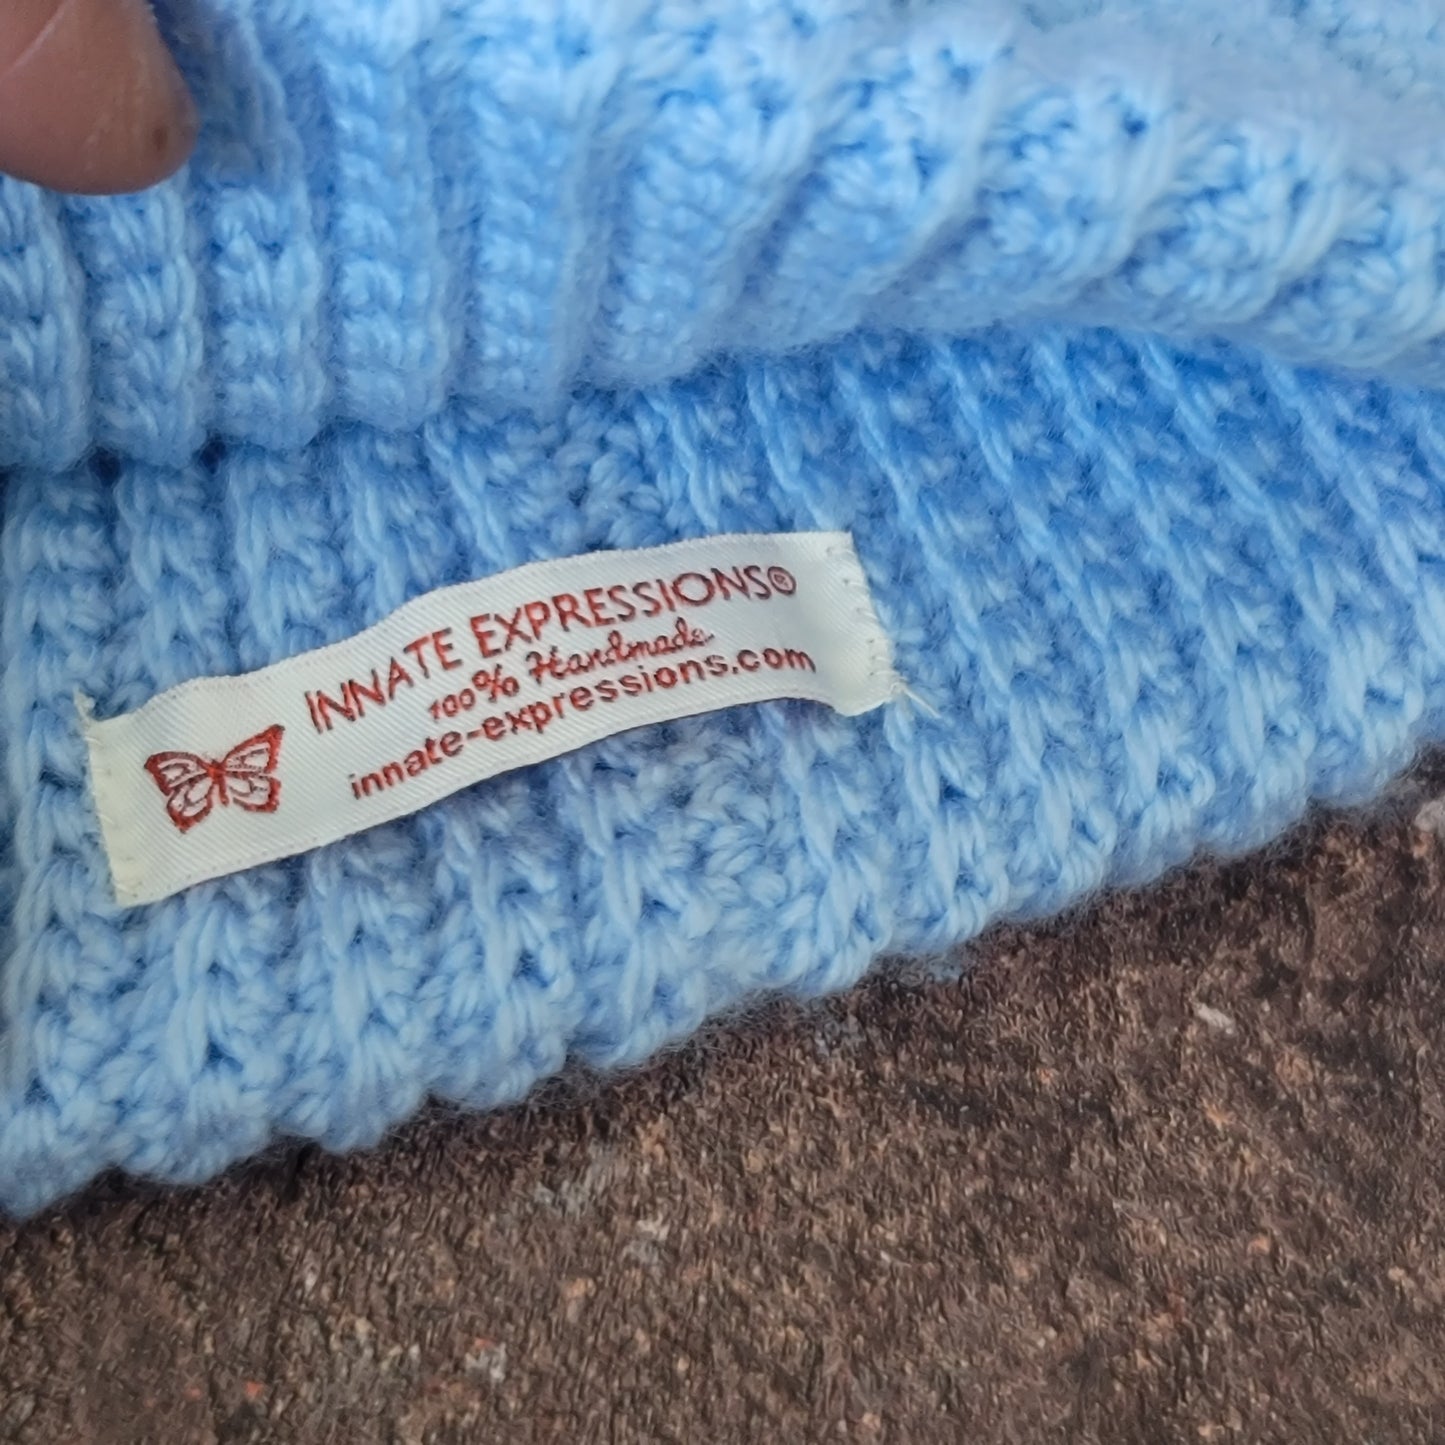 INNATE EXPRESSIONS®
100% Handmade
innate-expressions.com